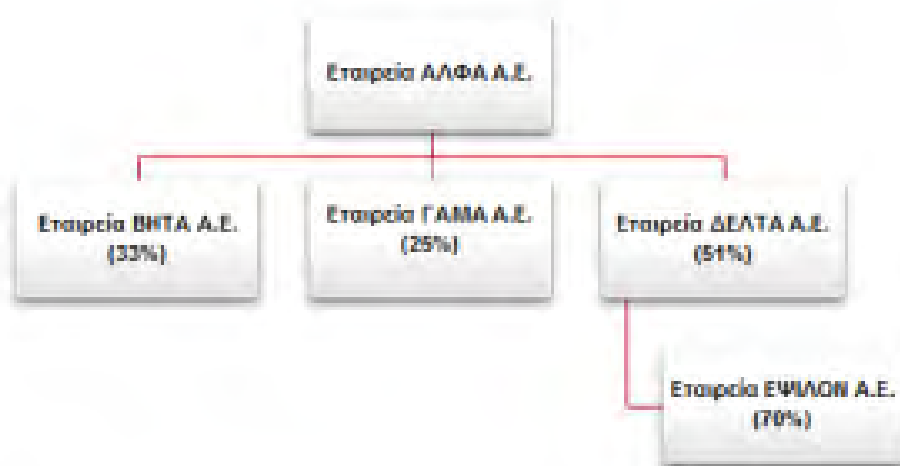 Εταιρεία ΑΛΦΑ Α.Ε.
Εταιρεία ΒΗΤΑ Α.Ε.
(33%)
Εταιρεία ΓΑΜΑ Α.Ε.
(25%)
Εταιρεία ΔΕΛΤΑ Α.Ε.
(51%)
Εταιρεία ΕΨΙΛΟΝ Α.Ε.
(70%)